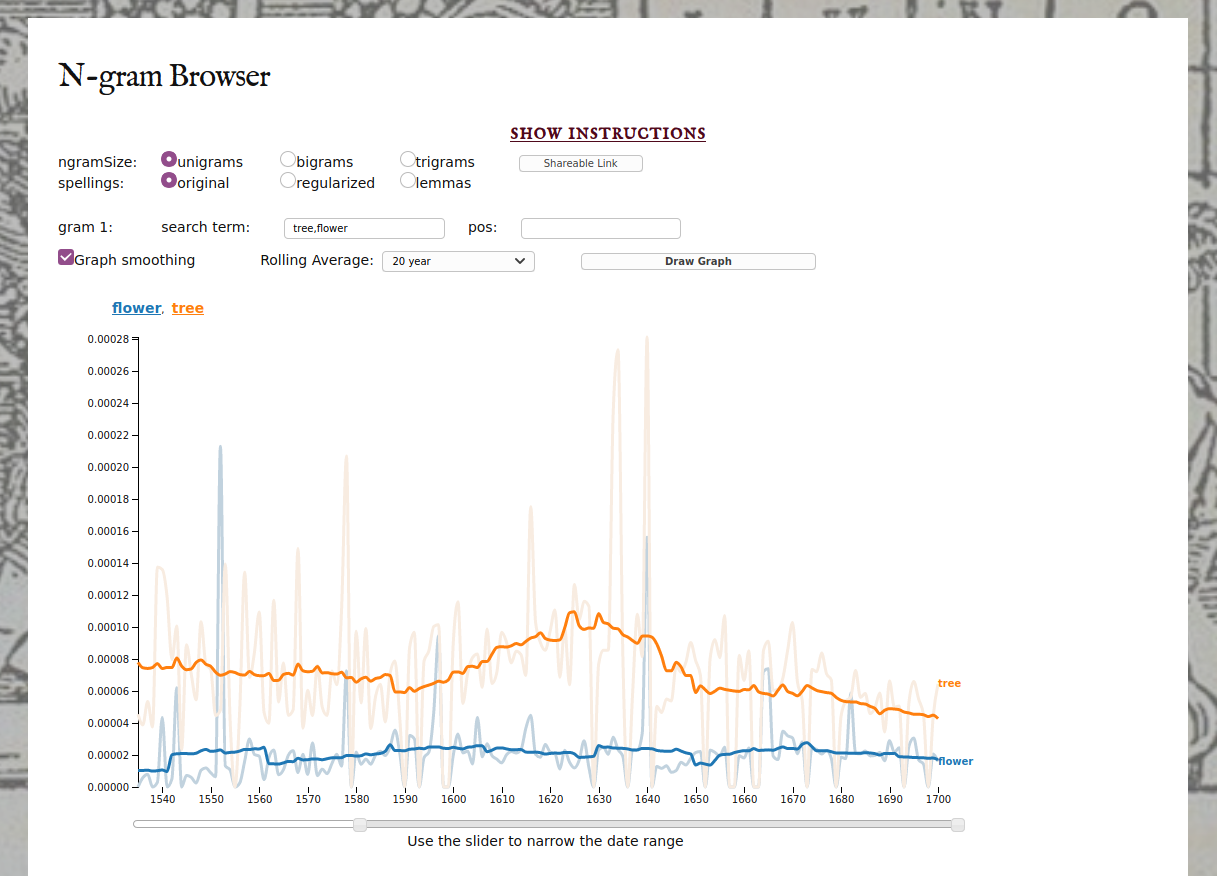 N-gram Browser
SHOW INSTRUCTIONS
ngramSize: unigrams bigrams trigrams Shareable Link
spellings: original regularized lemmas
gram 1: search term: tree,flower pos:
Graph smoothing Rolling Average: 20 year Draw Graph
flower, tree
0.00028
0.00026
0.00024
0.00022
0.00020
0.00018
0.00016
0.00014
0.00012
0.00010
0.00008
0.00006
0.00004
0.00002
0.00000
tree
flower
1540 1550 1560 1570 1580 1590 1600 1610 1620 1630 1640 1650 1660 1670 1680 1690 1700
Use the slider to narrow the date range